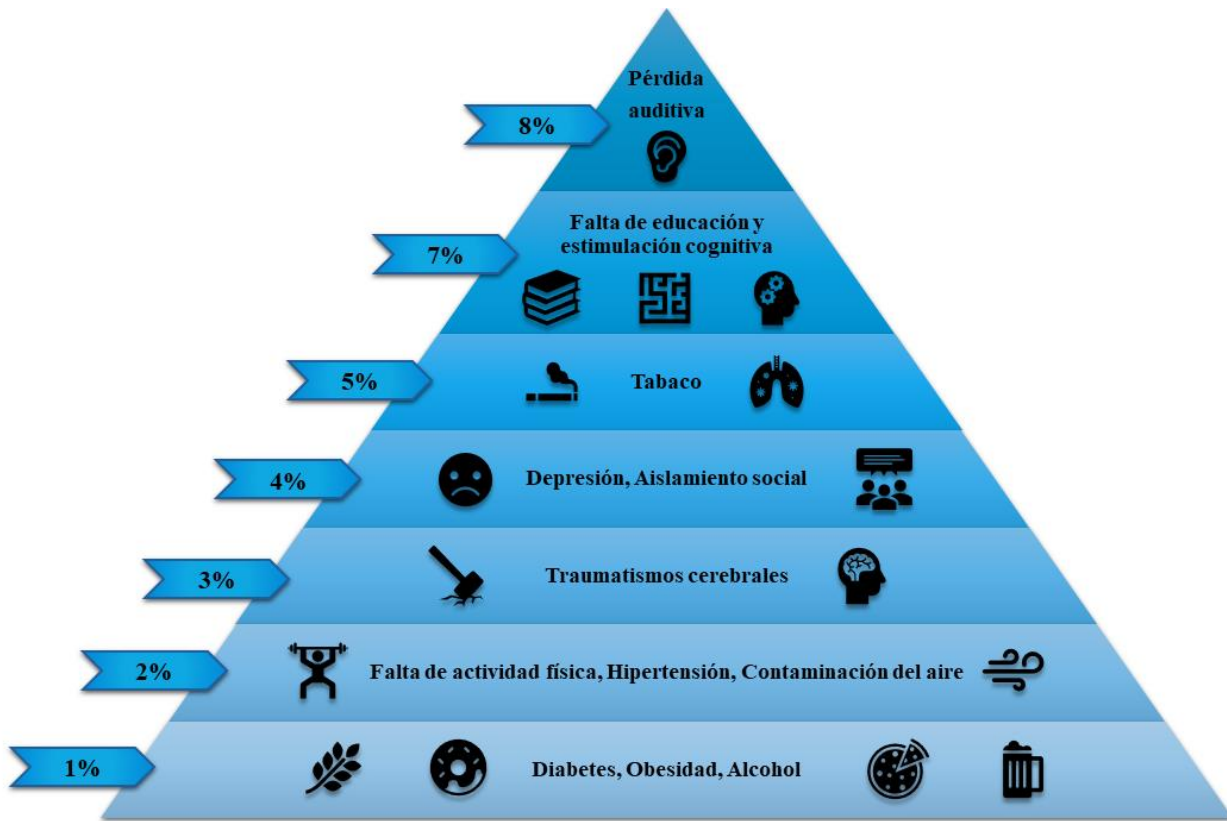 Pérdida
auditiva
8%
Falta de educación y
estimulación cognitiva
7%
Tabaco
5%
Depresión, Aislamiento social
4%
Traumatismos cerebrales
3%
Falta de actividad física, Hipertensión, Contaminación del aire
2%
Diabetes, Obesidad, Alcohol
1%